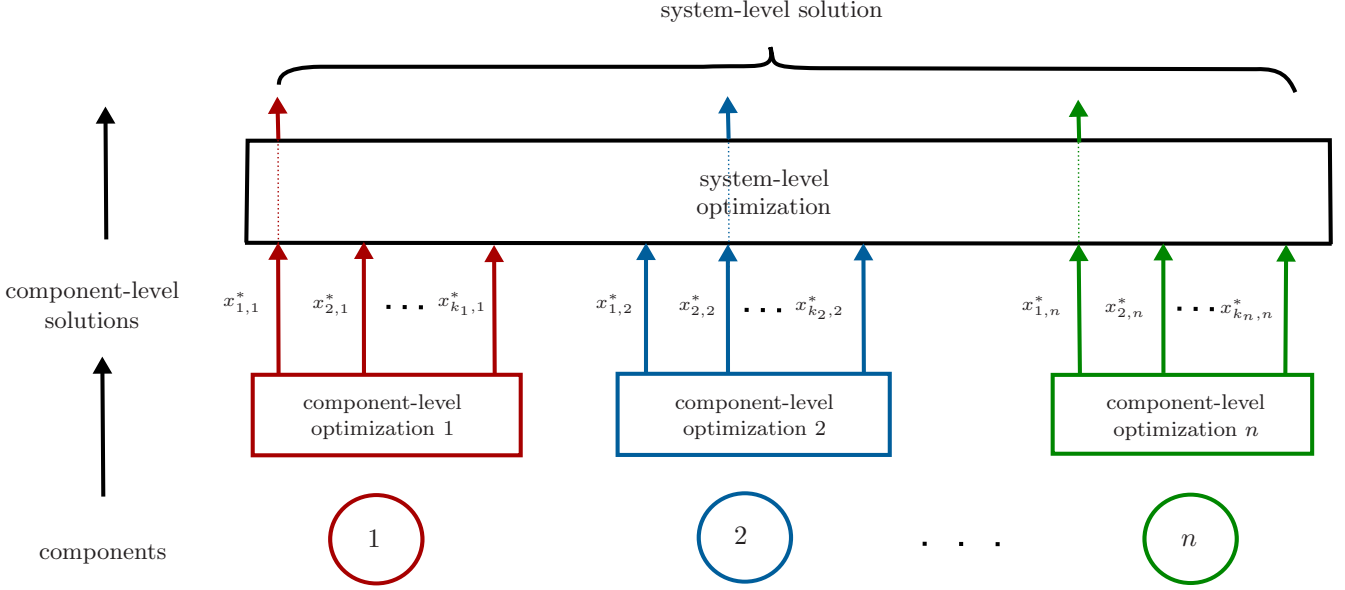 system-level solution
system-level
optimization
component-level
solutions
x*₁,₁ x*₂,₁ ... x*ₖ₁,₁ x*₁,₂ x*₂,₂ ... x*ₖ₂,₂ x*₁,ₙ x*₂,ₙ ... x*ₖₙ,ₙ
component-level
optimization 1
component-level
optimization 2
component-level
optimization n
components
1 2 . . . n